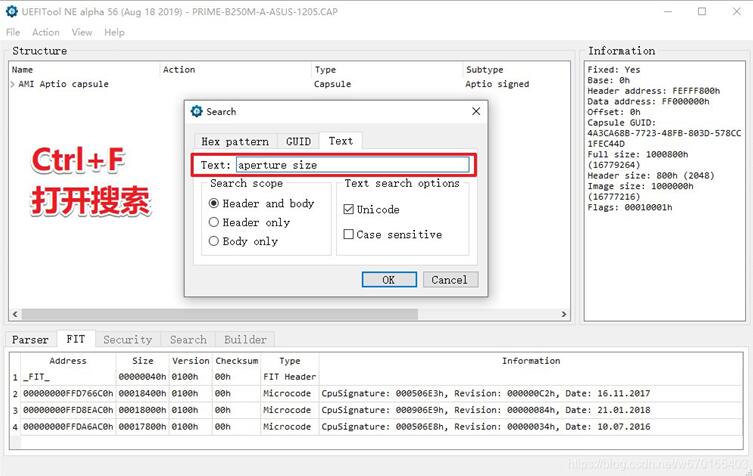 UEFITool NE alpha 56 (Aug 18 2019) - PRIME-B250M-A-ASUS-1205.CAP
File Action View Help
Structure
Name Action Type Subtype
AMI Aptio capsule Capsule Aptio signed
Ctrl+F
打开搜索
Search
Hex pattern GUID Text
Text: aperture size
Search scope
Header and body
Header only
Body only
Text search options
Unicode
Case sensitive
OK Cancel
Information
Fixed: Yes
Base: 0h
Header address: FEFFF800h
Data address: FF000000h
Offset: 0h
Capsule GUID:
4A3CA68B-7723-48FB-803D-578CC
1FEC44D
Full size: 1000800h
(16779264)
Header size: 800h (2048)
Image size: 1000000h
(16777216)
Flags: 00010001h
Parser FIT Security Search Builder
Address Size Version Checksum Type Information
1 _FIT_ 00000040h 0100h 00h FIT Header
2 00000000FFD766C0h 00018400h 0100h 00h Microcode CpuSignature: 000506E3h, Revision: 000000C2h, Date: 16.11.2017
3 00000000FFD8EAC0h 00018000h 0100h 00h Microcode CpuSignature: 000906E9h, Revision: 00000084h, Date: 21.01.2018
4 00000000FFDA6AC0h 00017800h 0100h 00h Microcode CpuSignature: 000506E8h, Revision: 00000034h, Date: 10.07.2016
https://blog.csdn.net/w670165403